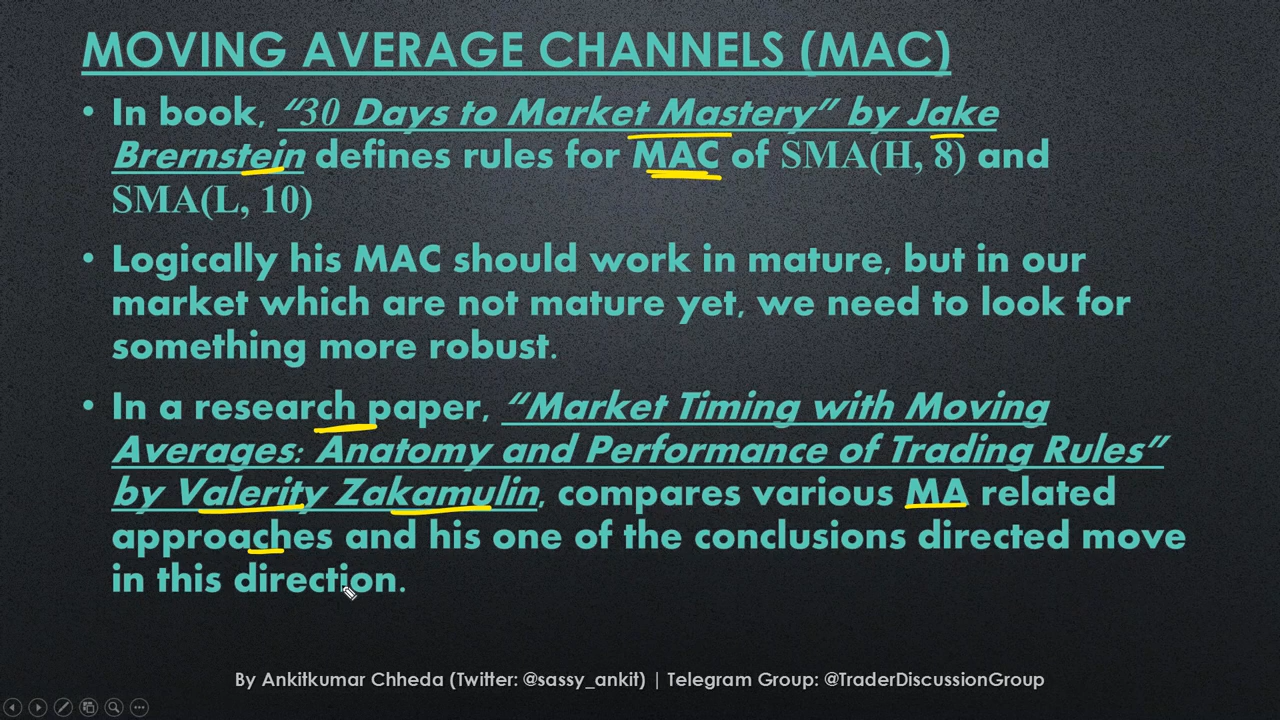 MOVING AVERAGE CHANNELS (MAC)
• In book, “30 Days to Market Mastery” by Jake
Brernstein defines rules for MAC of SMA(H, 8) and
SMA(L, 10)
• Logically his MAC should work in mature, but in our
market which are not mature yet, we need to look for
something more robust.
• In a research paper, “Market Timing with Moving
Averages: Anatomy and Performance of Trading Rules”
by Valerity Zakamulin, compares various MA related
approaches and his one of the conclusions directed move
in this direction.
By Ankitkumar Chheda (Twitter: @sassy_ankit) | Telegram Group: @TraderDiscussionGroup